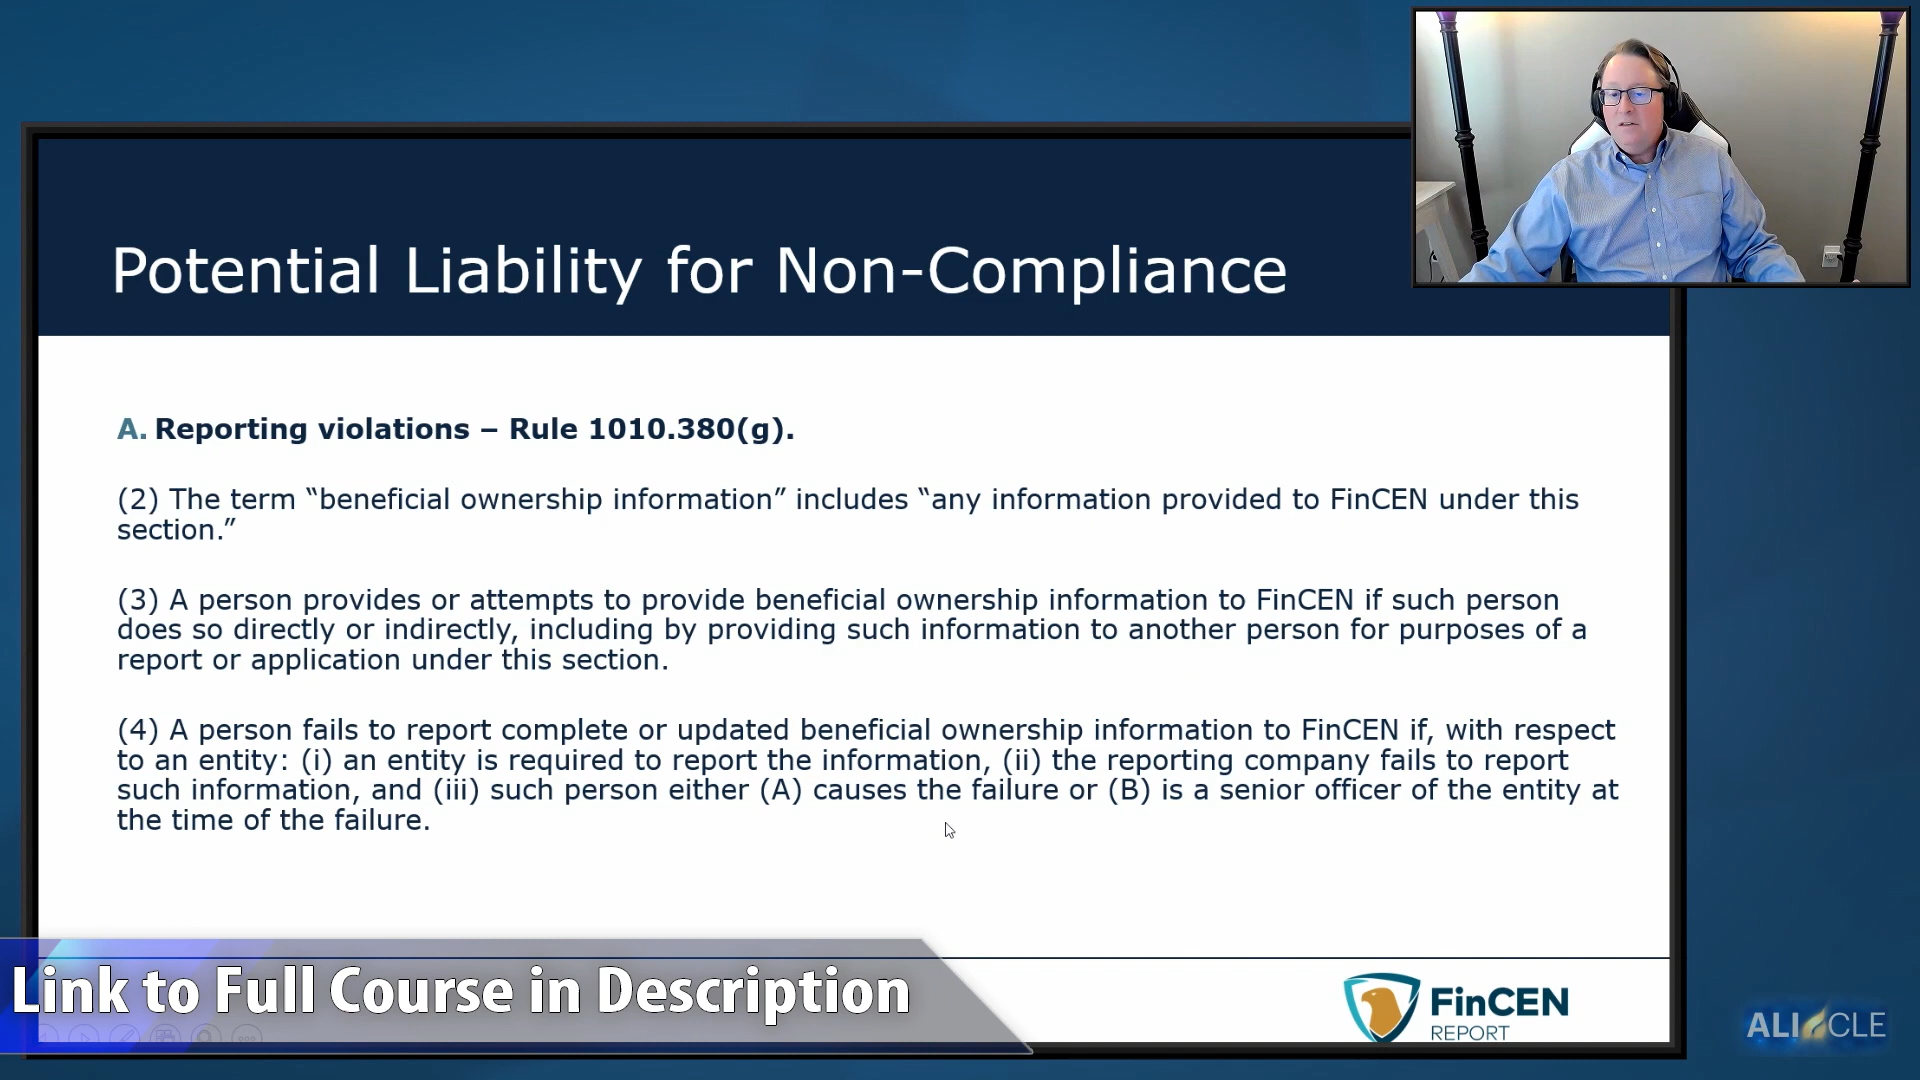 Potential Liability for Non-Compliance
A. Reporting violations – Rule 1010.380(g).
(2) The term “beneficial ownership information” includes “any information provided to FinCEN under this
section.”
(3) A person provides or attempts to provide beneficial ownership information to FinCEN if such person
does so directly or indirectly, including by providing such information to another person for purposes of a
report or application under this section.
(4) A person fails to report complete or updated beneficial ownership information to FinCEN if, with respect
to an entity: (i) an entity is required to report the information, (ii) the reporting company fails to report
such information, and (iii) such person either (A) causes the failure or (B) is a senior officer of the entity at
the time of the failure.
Link to Full Course in Description
FinCEN
REPORT
ALI CLE